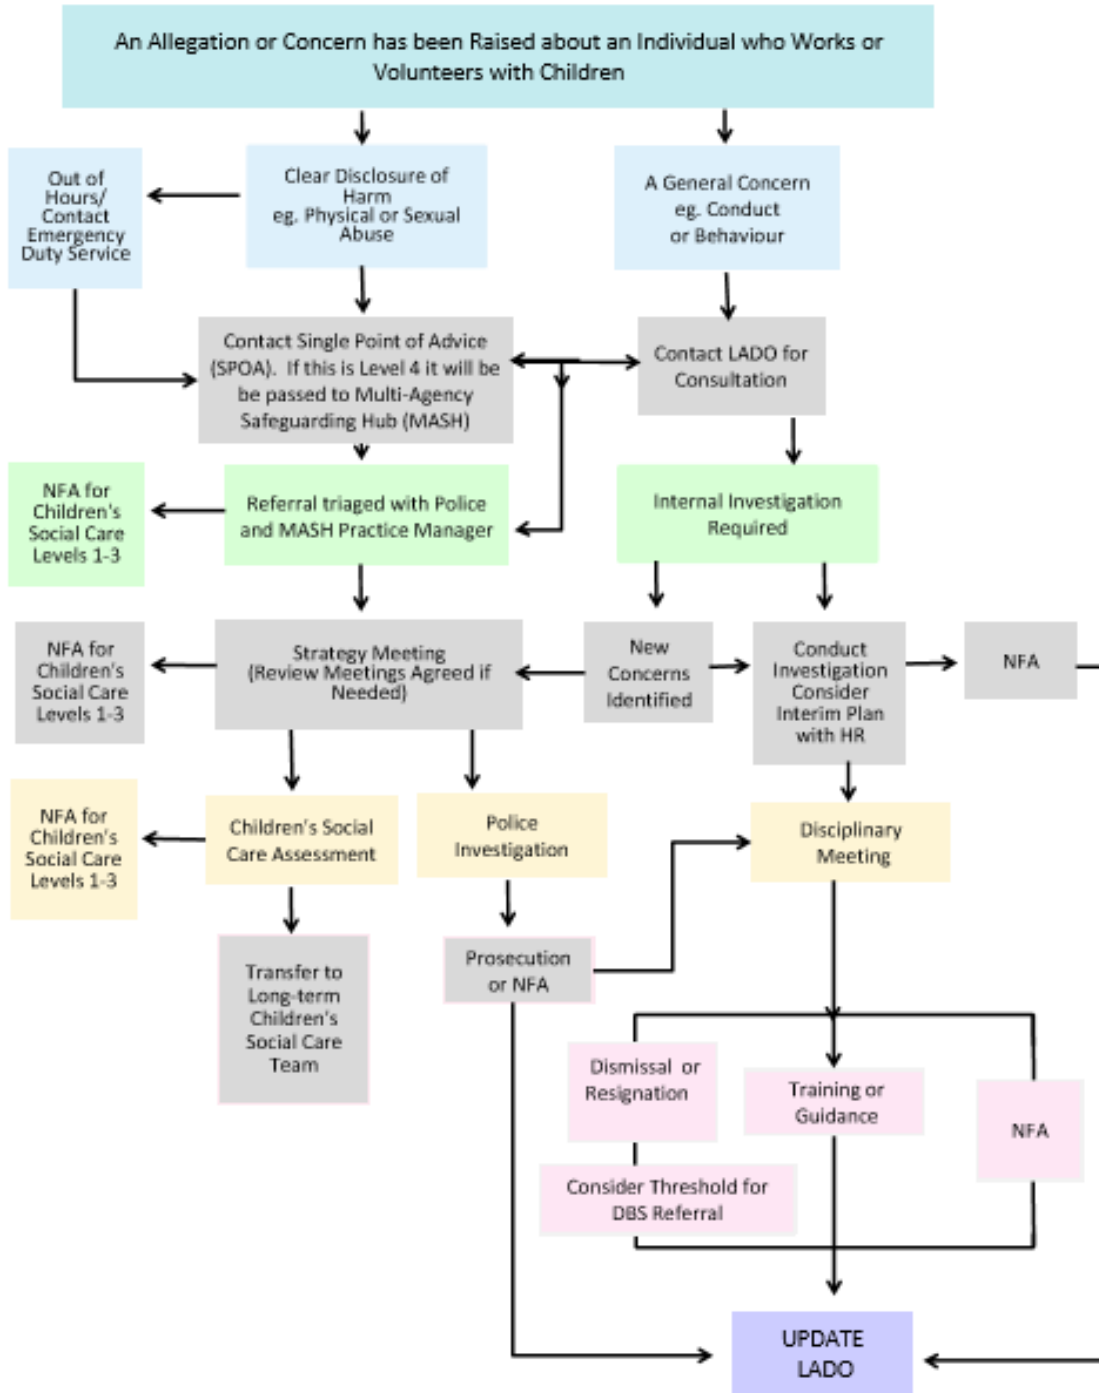 An Allegation or Concern has been Raised about an Individual who Works or
Volunteers with Children
Out of
Hours/
Contact
Emergency
Duty Service
Clear Disclosure of
Harm
eg. Physical or Sexual
Abuse
A General Concern
eg. Conduct
or Behaviour
Contact Single Point of Advice
(SPOA). If this is Level 4 it will be
be passed to Multi-Agency
Safeguarding Hub (MASH)
Contact LADO for
Consultation
NFA for
Children's
Social Care
Levels 1-3
Referral triaged with Police
and MASH Practice Manager
Internal Investigation
Required
NFA for
Children's
Social Care
Levels 1-3
Strategy Meeting
(Review Meetings Agreed if
Needed)
New
Concerns
Identified
Conduct
Investigation
Consider
Interim Plan
with HR
NFA
NFA for
Children's
Social Care
Levels 1-3
Children's Social
Care Assessment
Police
Investigation
Disciplinary
Meeting
Transfer to
Long-term
Children's
Social Care
Team
Prosecution
or NFA
Dismissal or
Resignation
Training or
Guidance
NFA
Consider Threshold for
DBS Referral
UPDATE
LADO